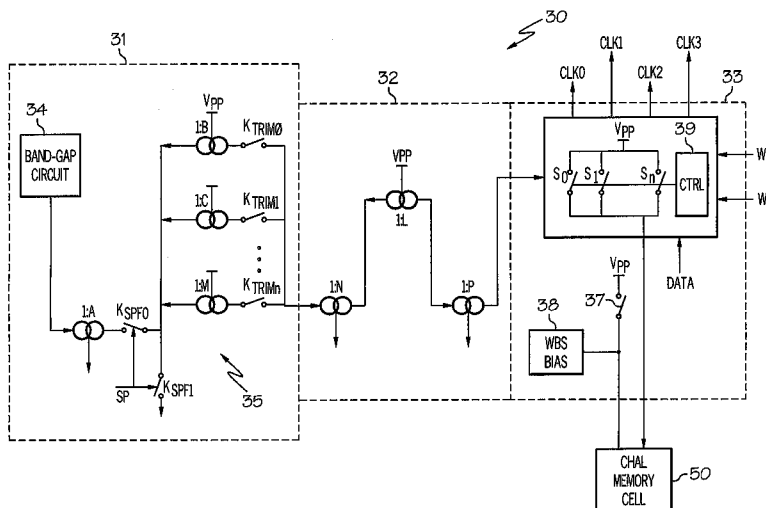 30
31
CLK0
CLK1
CLK2
CLK3
32
33
34
BAND-GAP
CIRCUIT
VPP
1:B
KTRIM0
1:C
KTRIM1
1:M
KTRIMn
1:A
KSPF0
SP
KSPF1
35
1:N
VPP
1:L
1:P
VPP
S0
S1
Sn
39
CTRL
W
W
DATA
VPP
37
38
WBS
BIAS
CHAL
MEMORY
CELL
50